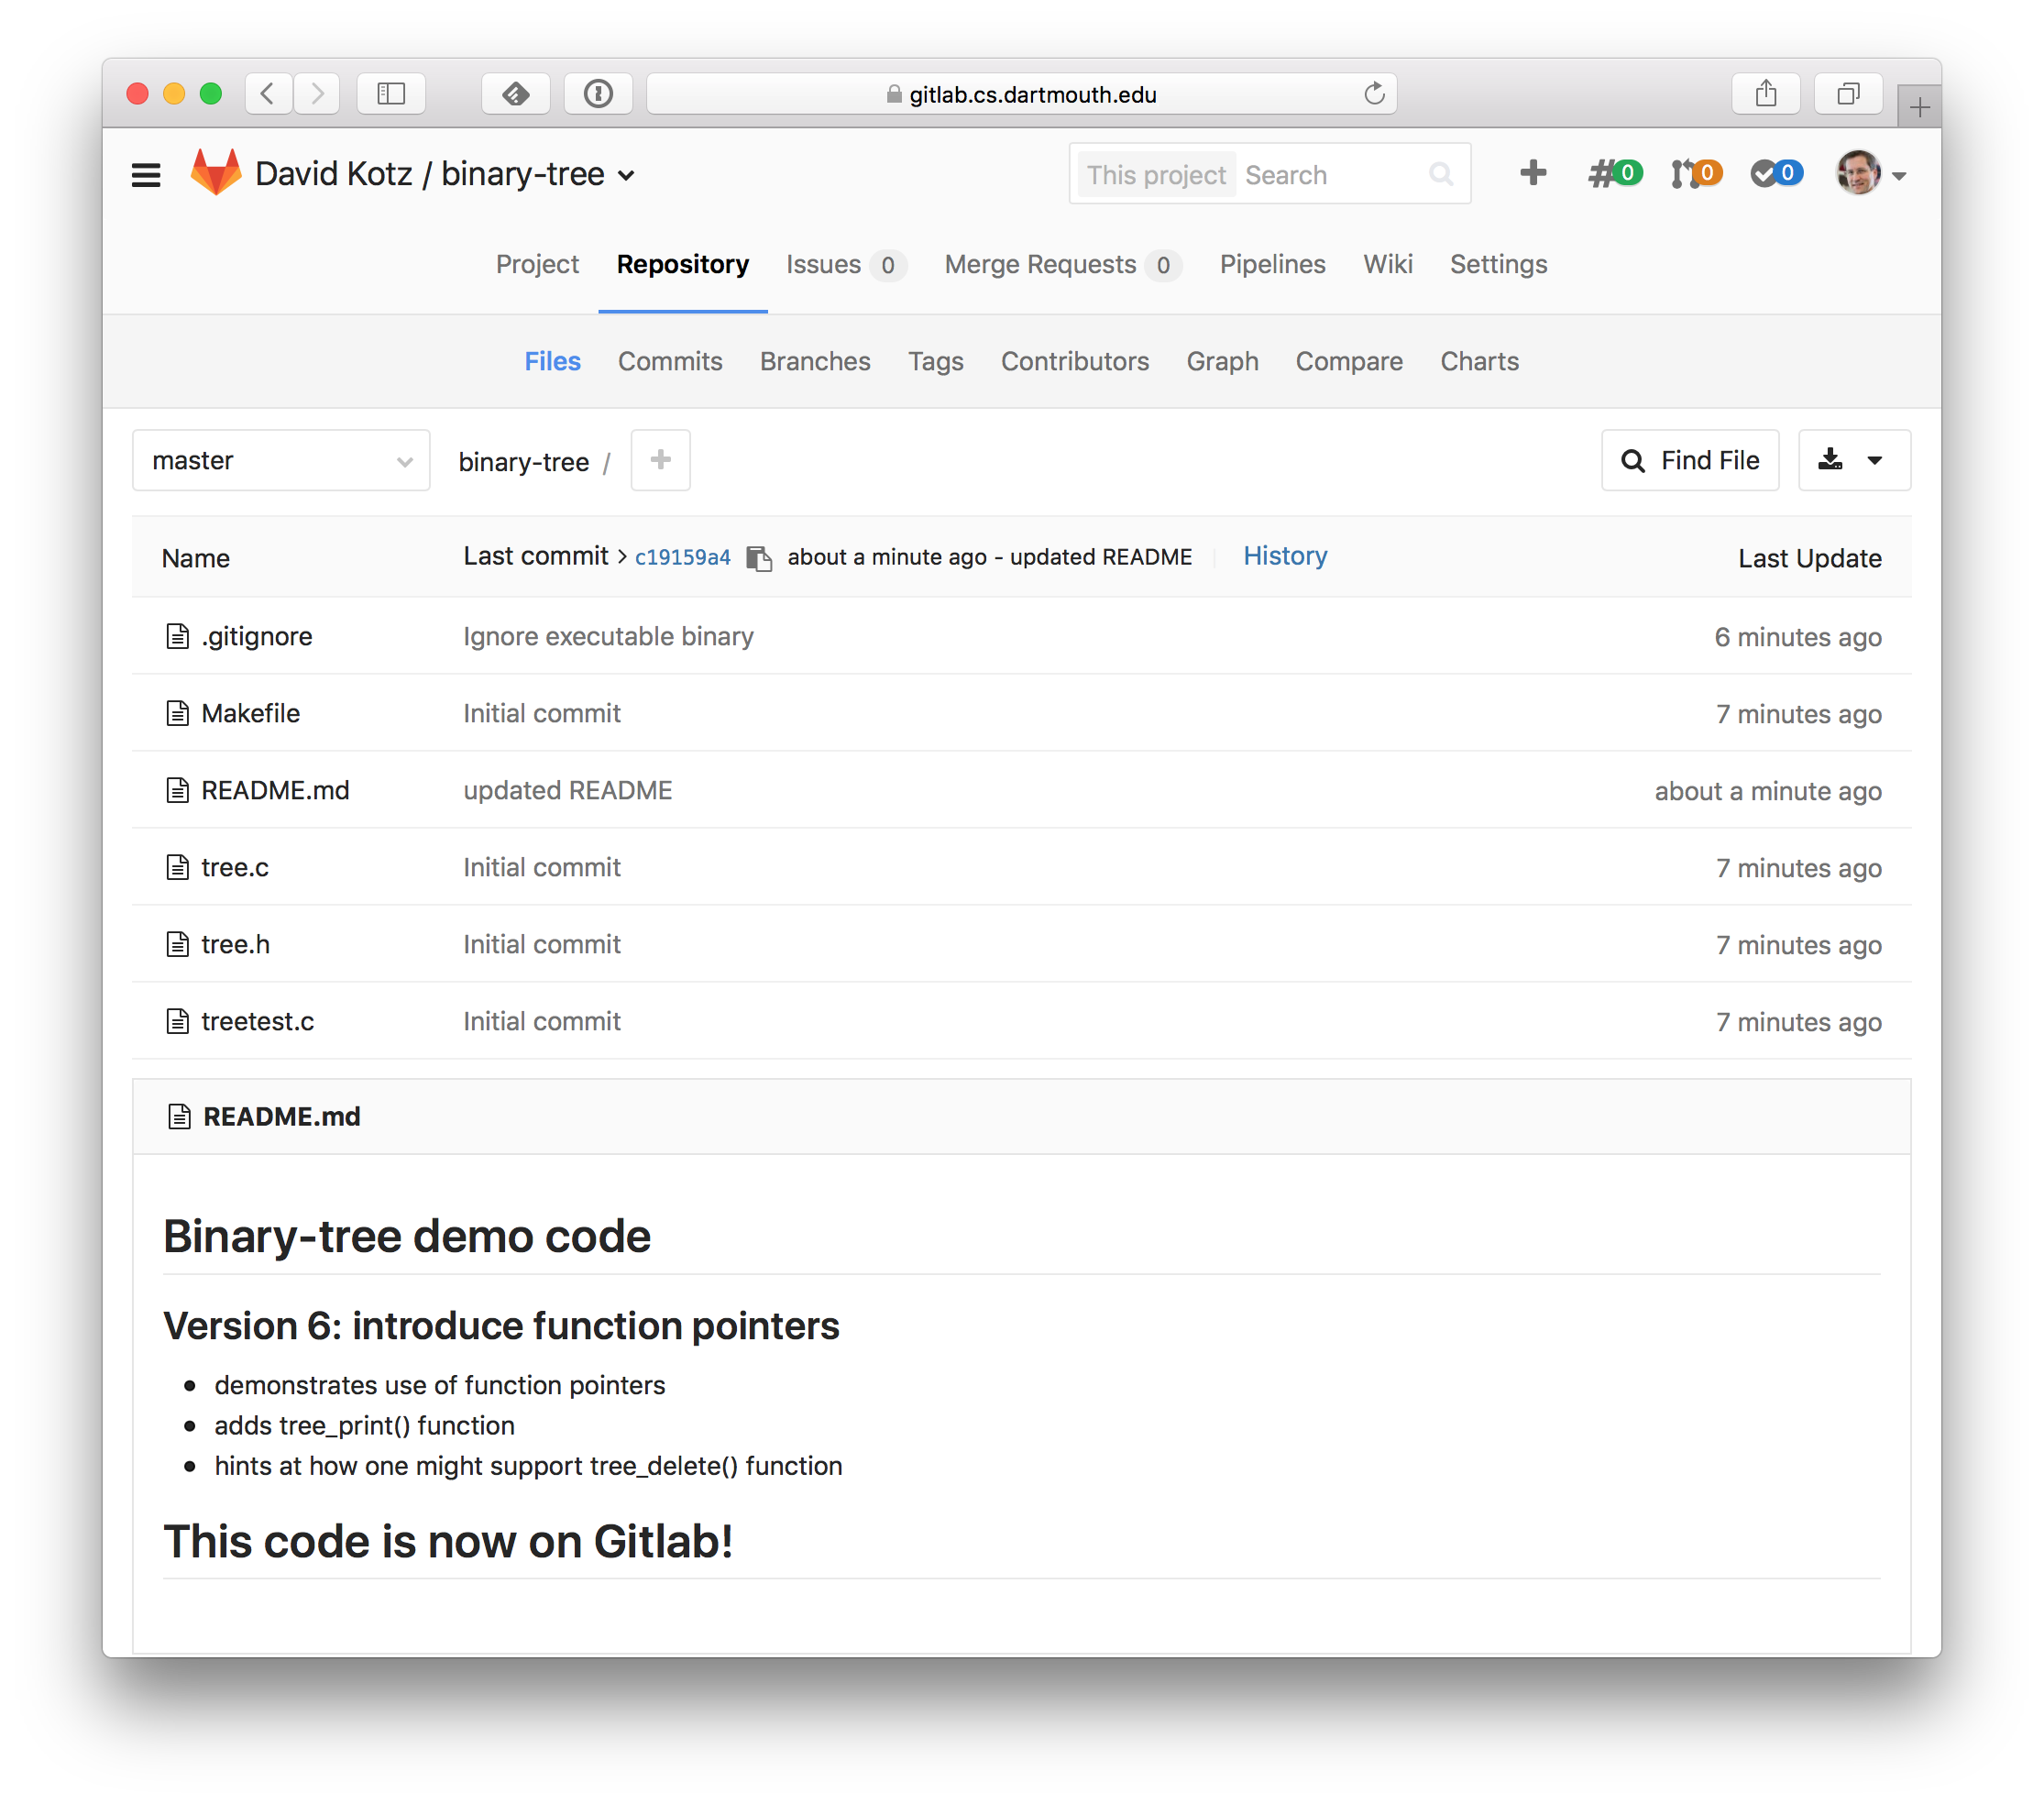 gitlab.cs.dartmouth.edu
David Kotz / binary-tree
This project Search
0 0 0
Project Repository Issues 0 Merge Requests 0 Pipelines Wiki Settings
Files Commits Branches Tags Contributors Graph Compare Charts
master binary-tree / + Find File
Name Last commit > c19159a4 about a minute ago - updated README History Last Update
.gitignore Ignore executable binary 6 minutes ago
Makefile Initial commit 7 minutes ago
README.md updated README about a minute ago
tree.c Initial commit 7 minutes ago
tree.h Initial commit 7 minutes ago
treetest.c Initial commit 7 minutes ago
README.md
Binary-tree demo code
Version 6: introduce function pointers
• demonstrates use of function pointers
• adds tree_print() function
• hints at how one might support tree_delete() function
This code is now on Gitlab!